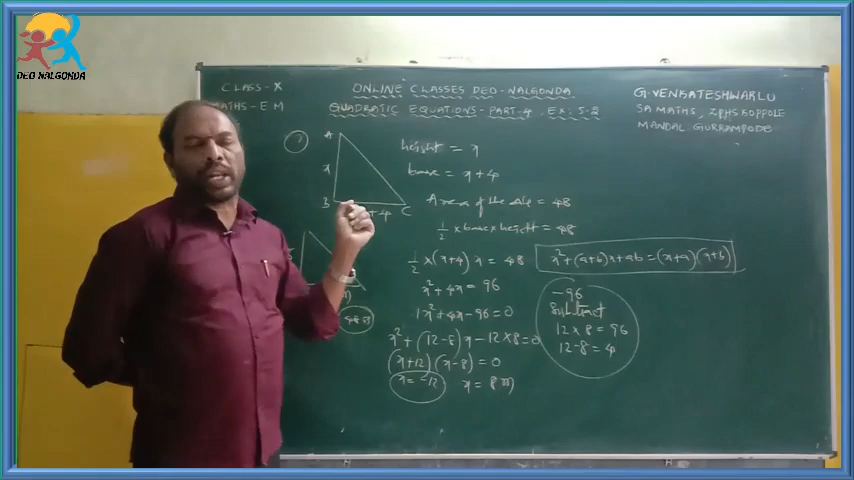 DEO NALGONDA
CLASS-X
MATHS-E M
ONLINE CLASSES DEO-NALGONDA
QUADRATIC EQUATIONS-PART-4, EX:5.2
G.VENKATESHWARLU
SA MATHS, ZPHS KOPPOLE
MANDAL:GURRAMPODE
A
x
B
+4
C
height = x
base = x+4
Area of the = 48
1/2 × base × height = 48
1/2 × (x+4) x = 48
x²+4x = 96
1x²+4x-96=0
x²+(12-8)x-12×8=0
(x+12)(x-8)=0
x=-12
x=8
x²+(a+b)x+ab=(x+a)(x+b)
-96
Subtract
12×8=96
12-8=4